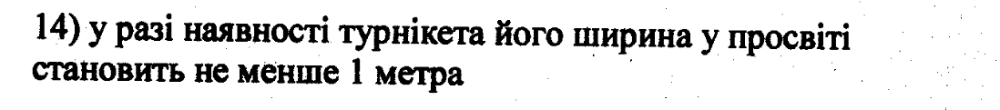 14) у разі наявності турнікета його ширина у просвіті
становить не менше 1 метра